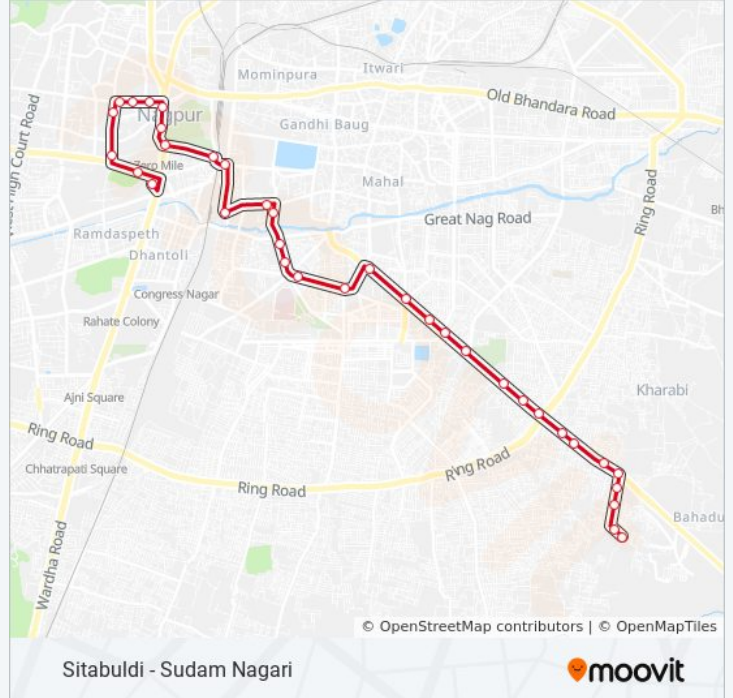 Mominpura
Itwari
Old Bhandara Road
Nagpur
Gandhi Baug
High Court Road
Zero Mile
Mahal
Ring Road
Great Nag Road
Bh
Ramdaspeth
Dhantoli
Congress Nagar
Rahate Colony
Kharabi
Ajni Square
Ring Road
Chhatrapati Square
Ring Road
Ring Road
Bahadu
Wardha Road
© OpenStreetMap contributors | © OpenMapTiles
Sitabuldi - Sudam Nagari
moovit